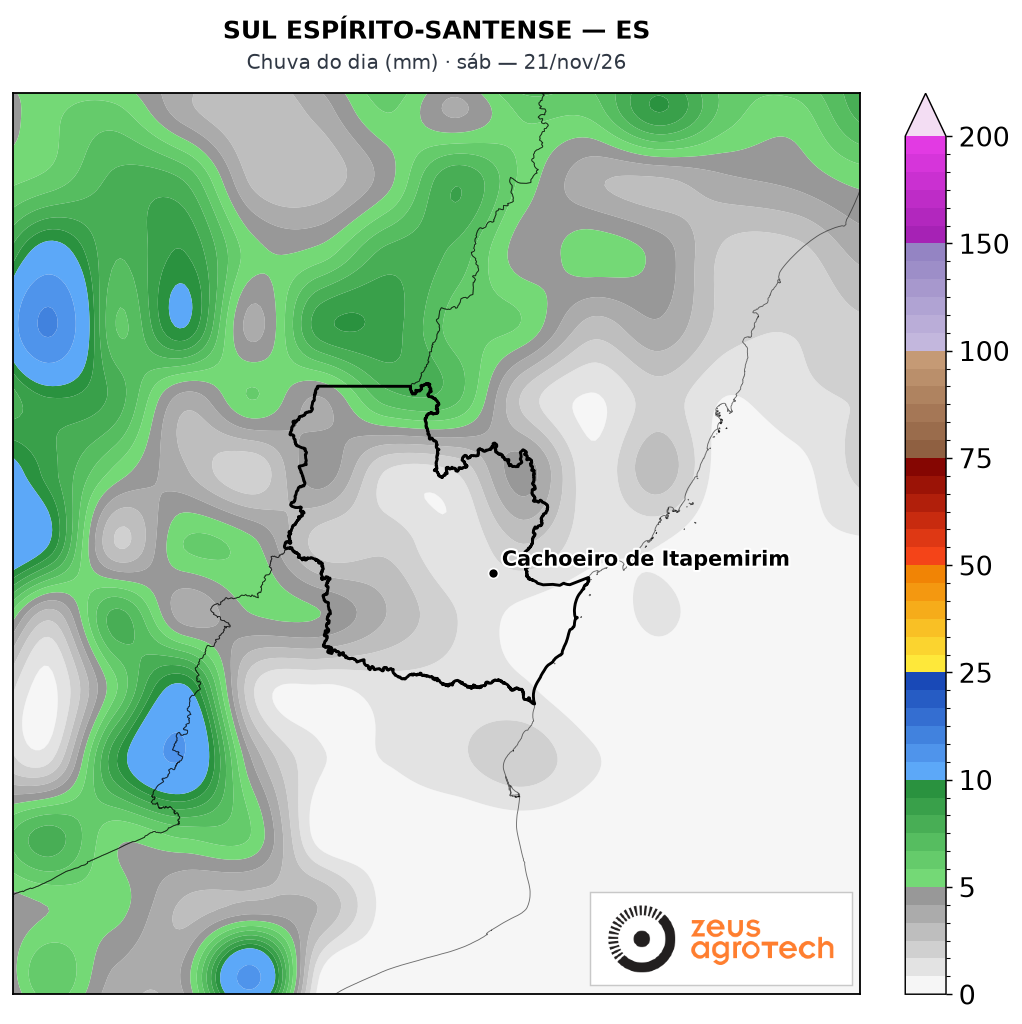 SUL ESPÍRITO-SANTENSE — ES
Chuva do dia (mm) · sáb — 21/nov/26
200
150
100
75
50
25
10
5
0
Cachoeiro de Itapemirim
zeus
agrotech